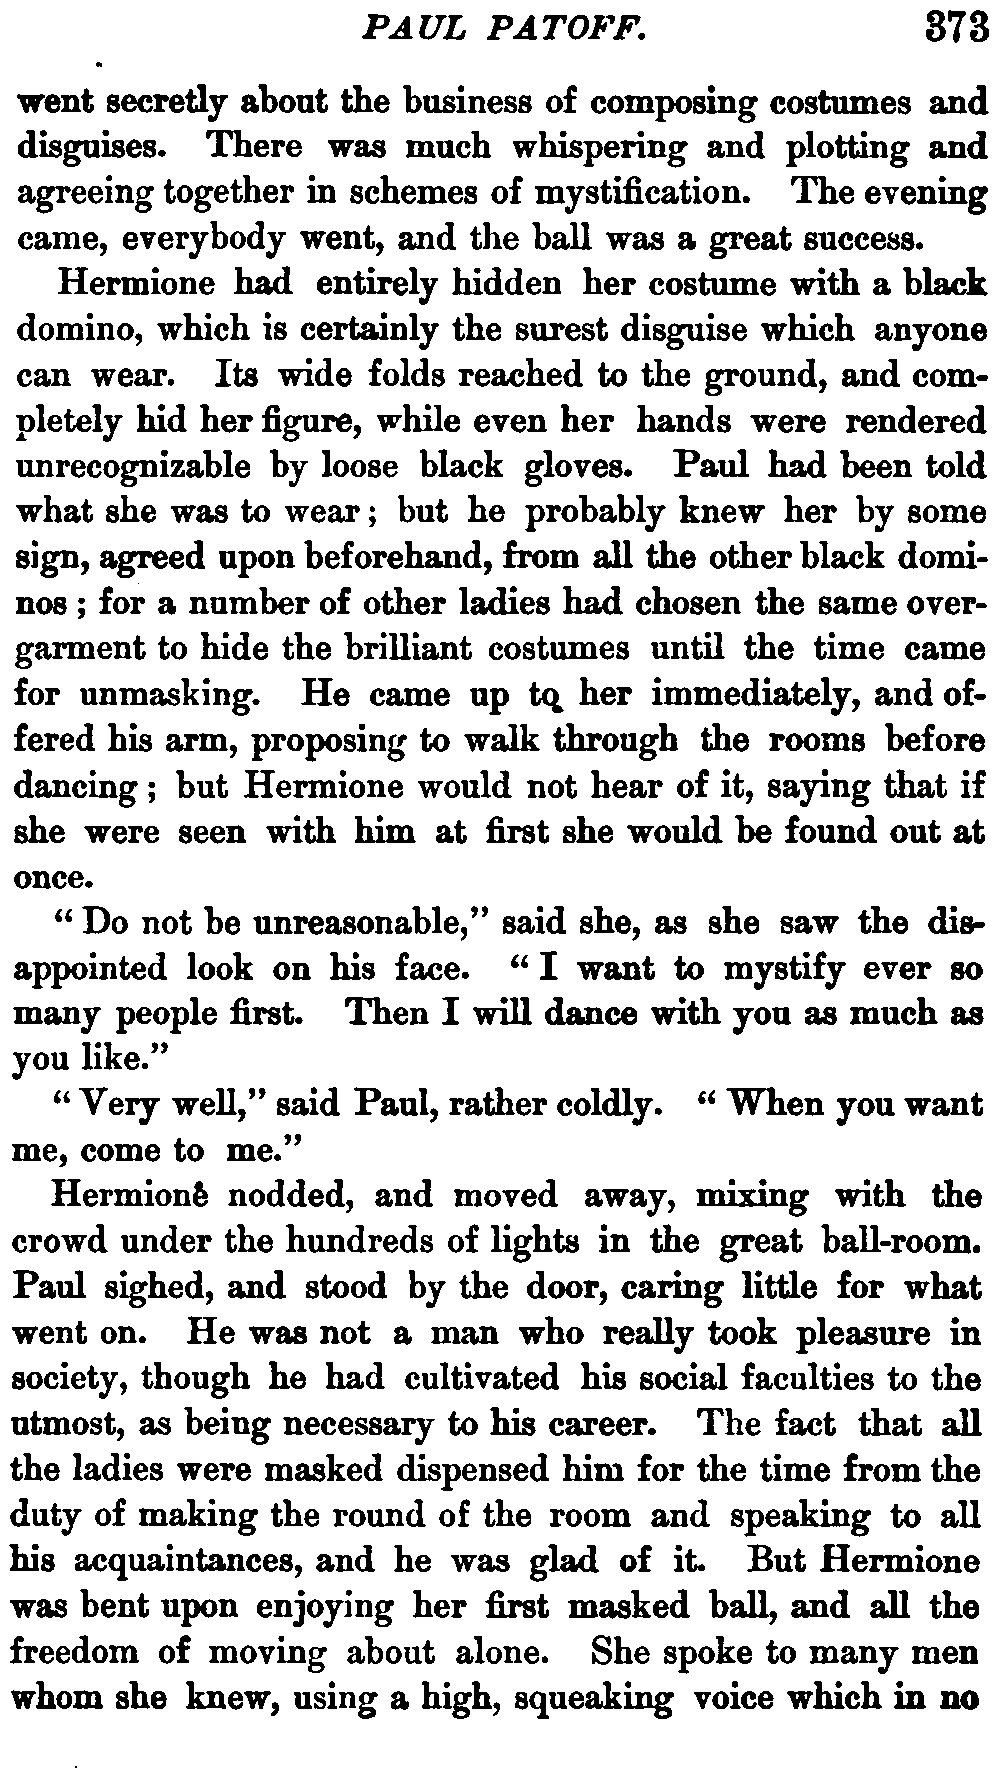 PAUL PATOFF. 373
went secretly about the business of composing costumes and
disguises. There was much whispering and plotting and
agreeing together in schemes of mystification. The evening
came, everybody went, and the ball was a great success.
Hermione had entirely hidden her costume with a black
domino, which is certainly the surest disguise which anyone
can wear. Its wide folds reached to the ground, and com-
pletely hid her figure, while even her hands were rendered
unrecognizable by loose black gloves. Paul had been told
what she was to wear; but he probably knew her by some
sign, agreed upon beforehand, from all the other black domi-
nos; for a number of other ladies had chosen the same over-
garment to hide the brilliant costumes until the time came
for unmasking. He came up to her immediately, and of-
fered his arm, proposing to walk through the rooms before
dancing; but Hermione would not hear of it, saying that if
she were seen with him at first she would be found out at
once.
"Do not be unreasonable," said she, as she saw the dis-
appointed look on his face. "I want to mystify ever so
many people first. Then I will dance with you as much as
you like."
"Very well," said Paul, rather coldly. "When you want
me, come to me."
Hermione nodded, and moved away, mixing with the
crowd under the hundreds of lights in the great ball-room.
Paul sighed, and stood by the door, caring little for what
went on. He was not a man who really took pleasure in
society, though he had cultivated his social faculties to the
utmost, as being necessary to his career. The fact that all
the ladies were masked dispensed him for the time from the
duty of making the round of the room and speaking to all
his acquaintances, and he was glad of it. But Hermione
was bent upon enjoying her first masked ball, and all the
freedom of moving about alone. She spoke to many men
whom she knew, using a high, squeaking voice which in no